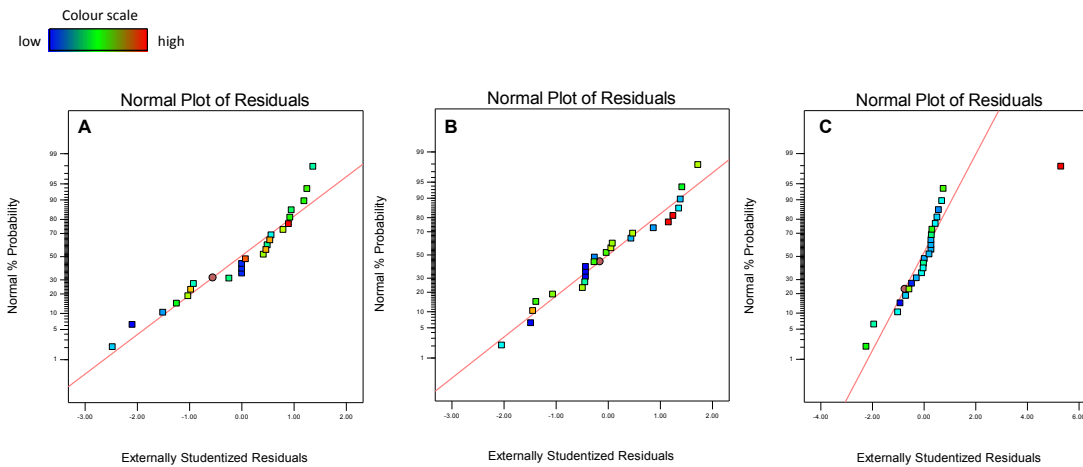 Colour scale
low high
Normal Plot of Residuals
A
Normal % Probability
99
95
90
80
70
50
30
20
10
5
1
-3.00 -2.00 -1.00 0.00 1.00 2.00
Externally Studentized Residuals
Normal Plot of Residuals
B
Normal % Probability
99
95
90
80
70
50
30
20
10
5
1
-3.00 -2.00 -1.00 0.00 1.00 2.00
Externally Studentized Residuals
Normal Plot of Residuals
C
Normal % Probability
99
95
90
80
70
50
30
20
10
5
1
-4.00 -2.00 0.00 2.00 4.00
Externally Studentized Residuals